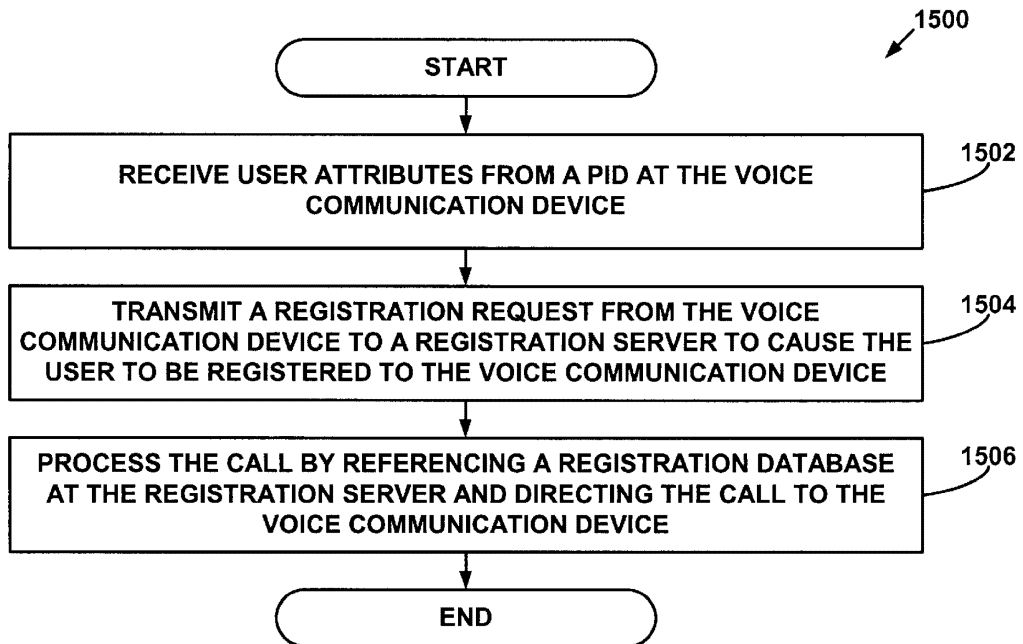 1500
START
RECEIVE USER ATTRIBUTES FROM A PID AT THE VOICE
COMMUNICATION DEVICE
1502
TRANSMIT A REGISTRATION REQUEST FROM THE VOICE
COMMUNICATION DEVICE TO A REGISTRATION SERVER TO CAUSE THE
USER TO BE REGISTERED TO THE VOICE COMMUNICATION DEVICE
1504
PROCESS THE CALL BY REFERENCING A REGISTRATION DATABASE
AT THE REGISTRATION SERVER AND DIRECTING THE CALL TO THE
VOICE COMMUNICATION DEVICE
1506
END